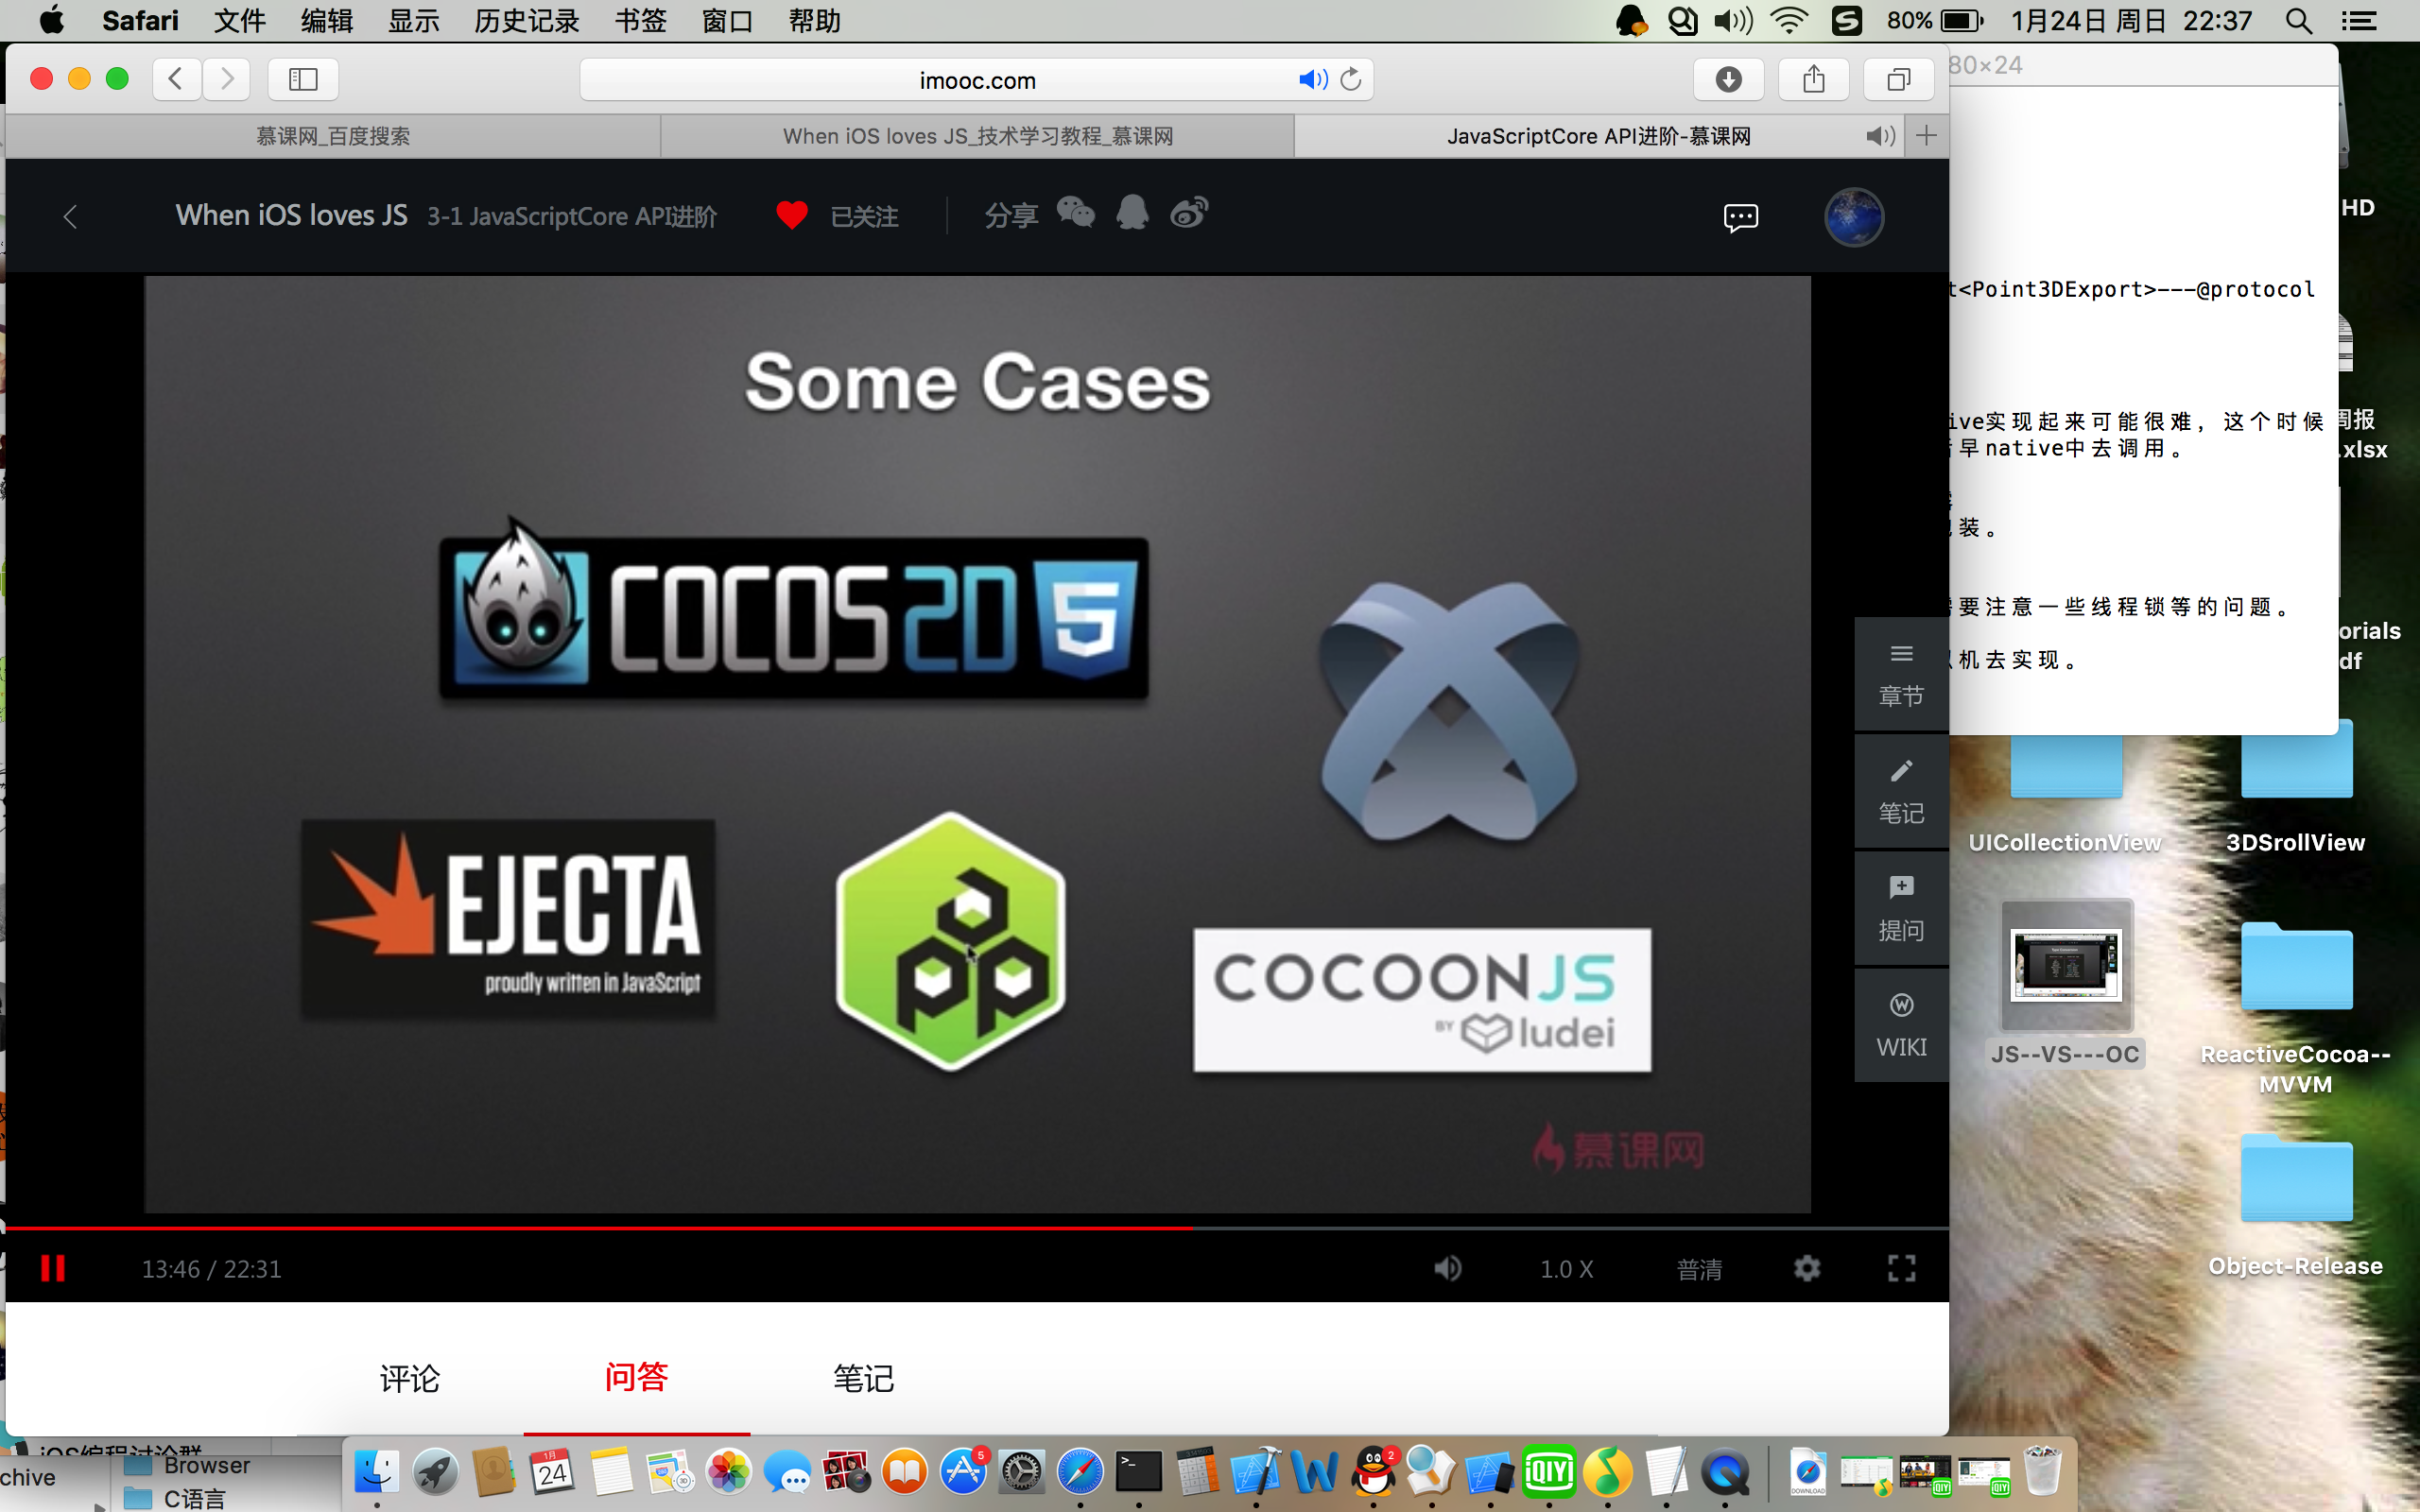 Safari 文件 编辑 显示 历史记录 书签 窗口 帮助 80% 1月24日 周日 22:37
imooc.com
80×24
慕课网_百度搜索 When iOS loves JS_技术学习教程_慕课网 JavaScriptCore API进阶-慕课网
When iOS loves JS 3-1 JavaScriptCore API进阶 已关注 分享
HD
t<Point3DExport>---@protocol
Some Cases
ive实现起来可能很难, 这个时候
早native中去调用。
周报
.xlsx
装。
要注意一些线程锁等的问题。
机去实现。
orials
df
COCOS2D 5
章节
笔记
提问
WIKI
EJECTA
proudly written in JavaScript
app
COCOONJS
BY ludei
慕课网
UICollectionView 3DSrollView
JS--VS---OC
ReactiveCocoa--
MVVM
Object-Release
13:46 / 22:31 1.0 X 普清
评论 问答 笔记
iOS编程讨论群
chive
Browser
C语言
1月
24
5
2
QIY
DOWNLOAD